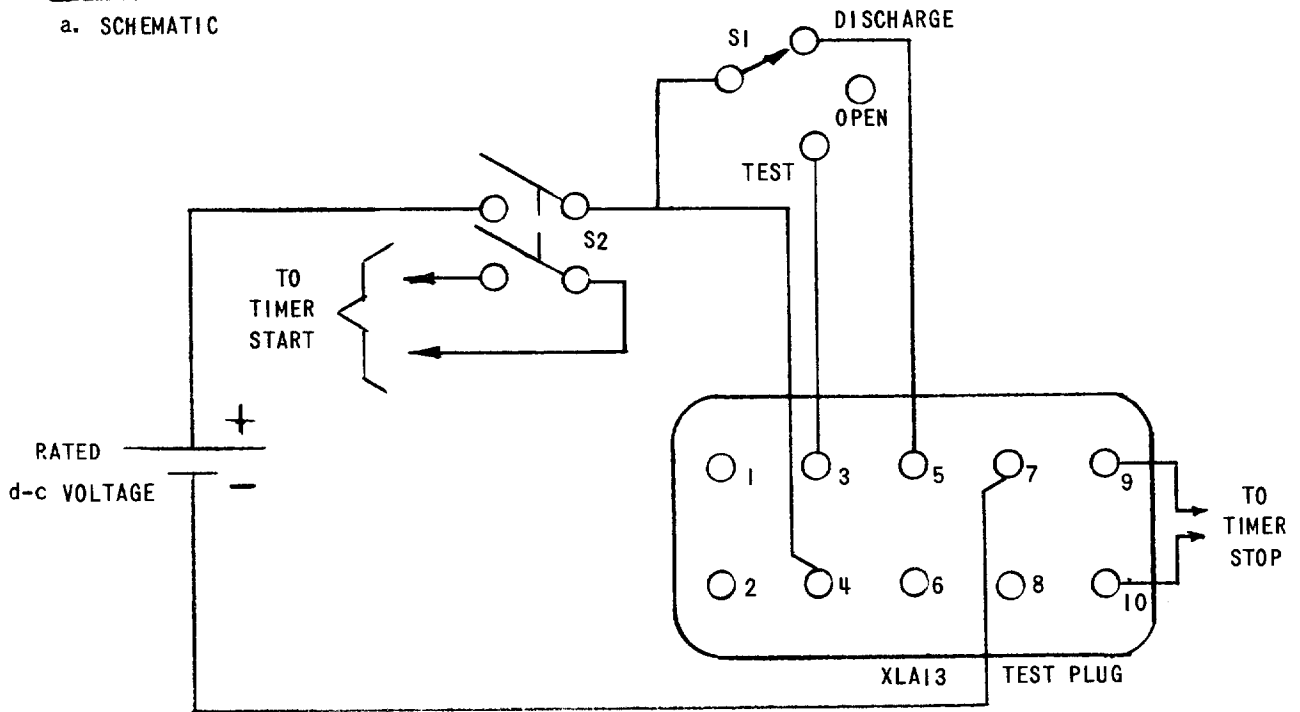 a. SCHEMATIC
DISCHARGE
S1
OPEN
TEST
S2
TO
TIMER
START
+
RATED
d-c VOLTAGE
−
1 3 5 7 9
TO
TIMER
STOP
2 4 6 8 10
XLA13 TEST PLUG